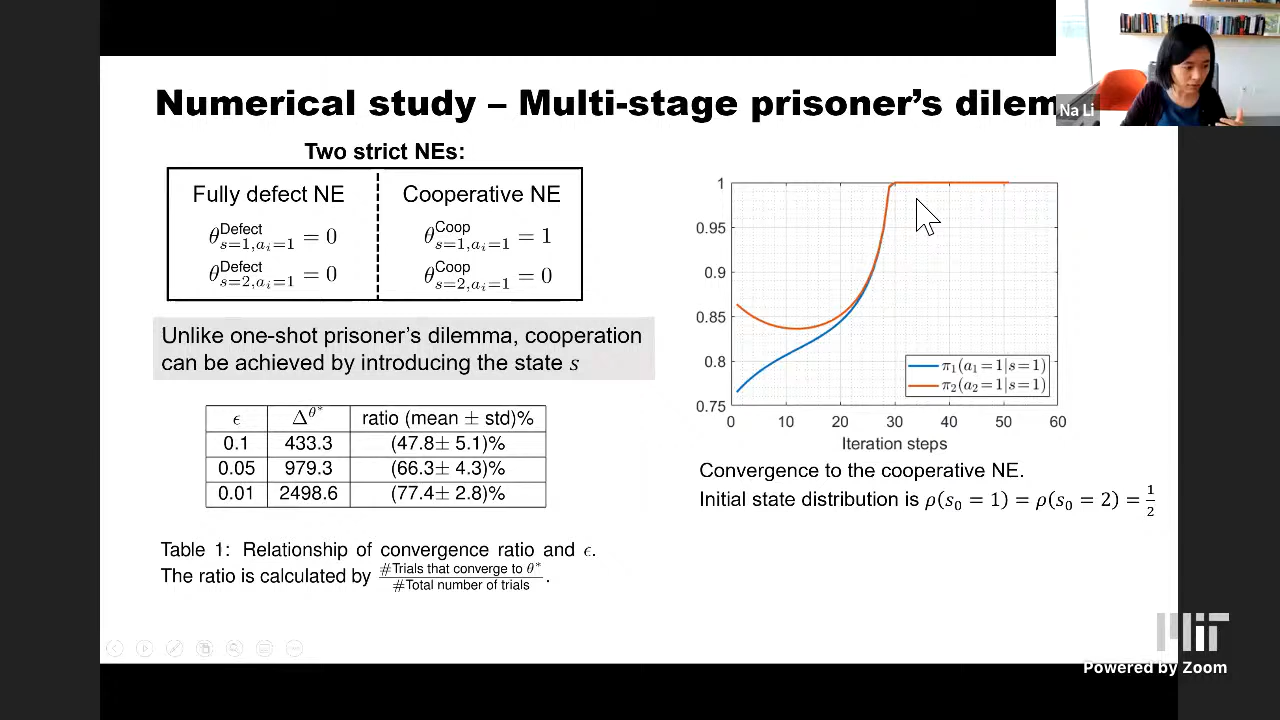 Numerical study – Multi-stage prisoner's dilem
Na Li
Two strict NEs:
Fully defect NE
Cooperative NE
θ^Defect_{s=1,a_i=1} = 0
θ^Coop_{s=1,a_i=1} = 1
θ^Defect_{s=2,a_i=1} = 0
θ^Coop_{s=2,a_i=1} = 0
Unlike one-shot prisoner's dilemma, cooperation
can be achieved by introducing the state s
ϵ Δ^{θ*} ratio (mean ± std)%
0.1 433.3 (47.8± 5.1)%
0.05 979.3 (66.3± 4.3)%
0.01 2498.6 (77.4± 2.8)%
Table 1: Relationship of convergence ratio and ϵ.
The ratio is calculated by #Trials that converge to θ* / #Total number of trials.
1
0.95
0.9
0.85
0.8
0.75
π₁(a₁=1|s=1)
π₂(a₂=1|s=1)
0 10 20 30 40 50 60
Iteration steps
Convergence to the cooperative NE.
Initial state distribution is ρ(s₀ = 1) = ρ(s₀ = 2) = 1/2
MIT
Powered by Zoom